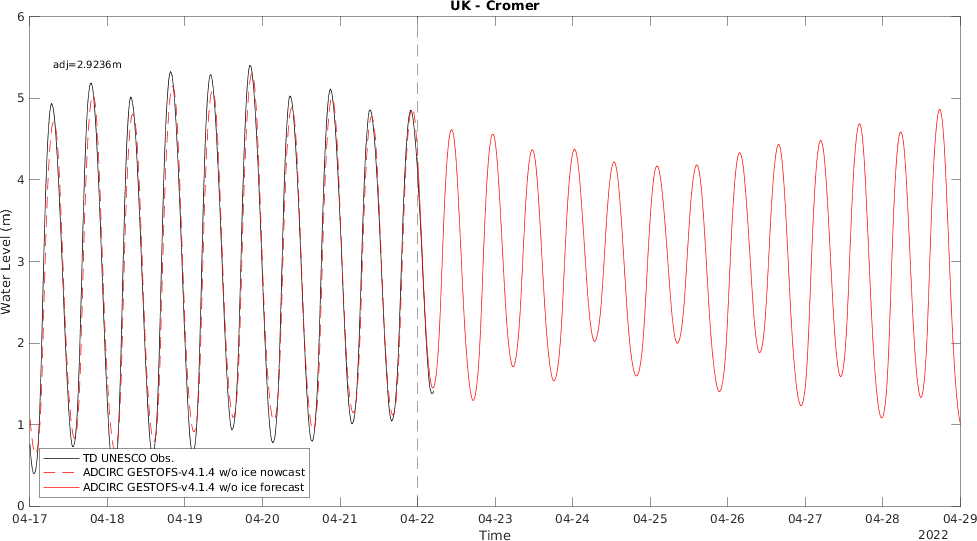 UK - Cromer
adj=2.9236m
Water Level (m)
6
5
4
3
2
1
0
TD UNESCO Obs.
ADCIRC GESTOFS-v4.1.4 w/o ice nowcast
ADCIRC GESTOFS-v4.1.4 w/o ice forecast
04-17 04-18 04-19 04-20 04-21 04-22 04-23 04-24 04-25 04-26 04-27 04-28 04-29
Time
2022